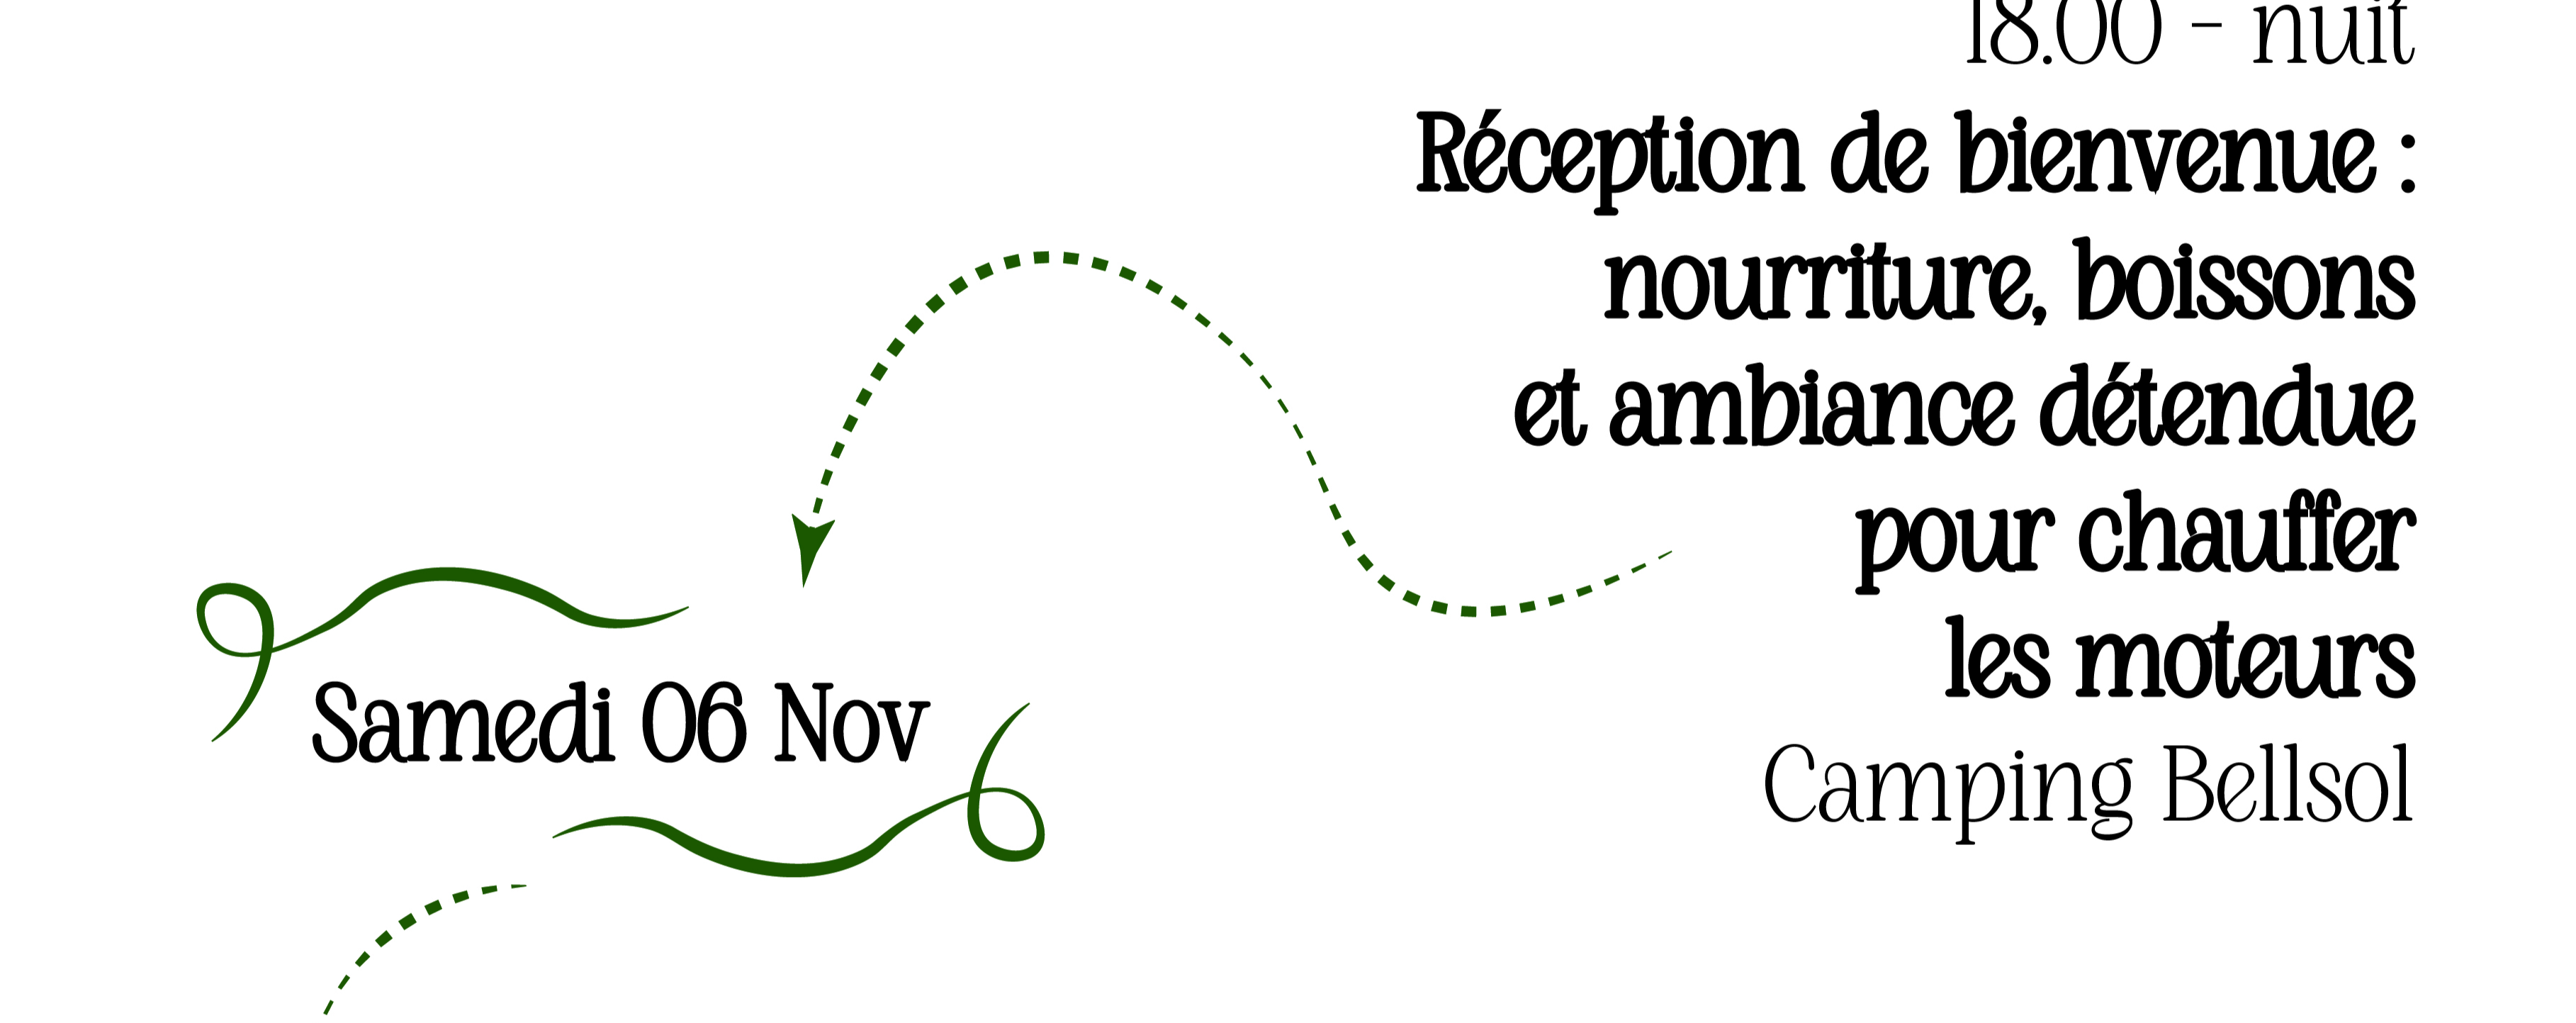 18.00 - nuit
Réception de bienvenue :
nourriture, boissons
et ambiance détendue
pour chauffer
les moteurs
Camping Bellsol
Samedi 06 Nov